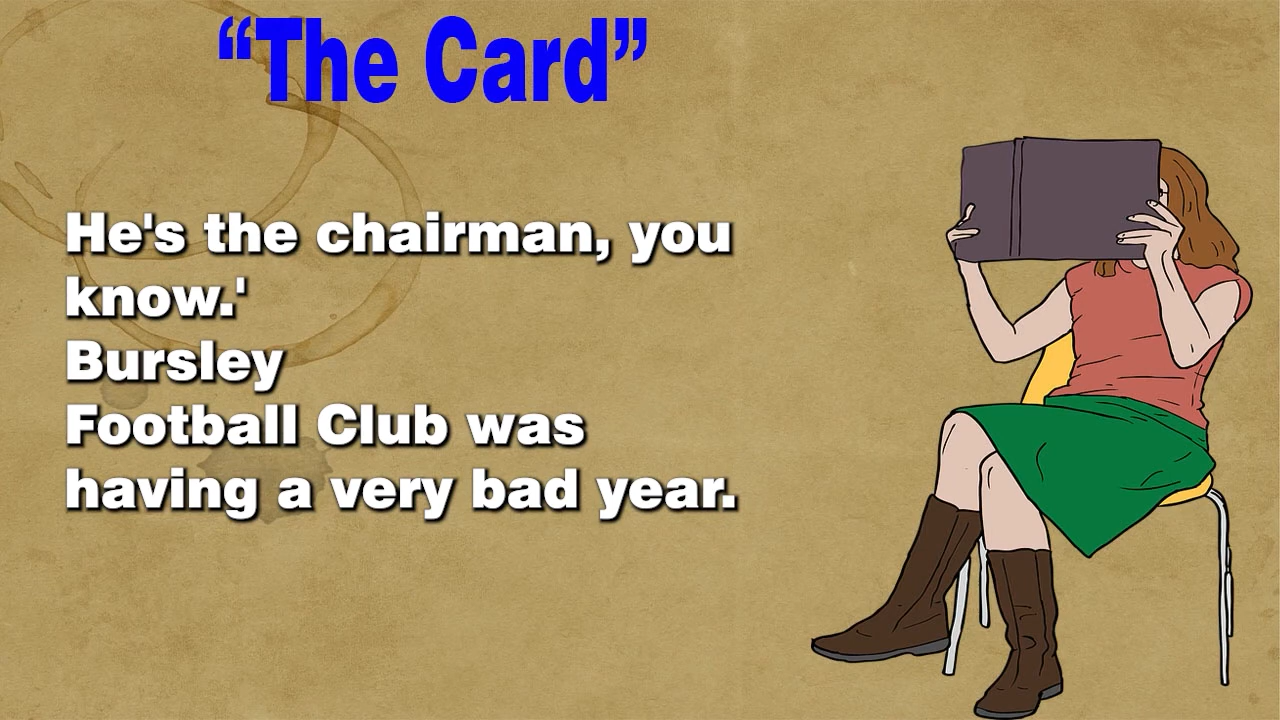 “The Card”
He's the chairman, you
know.'
Bursley
Football Club was
having a very bad year.